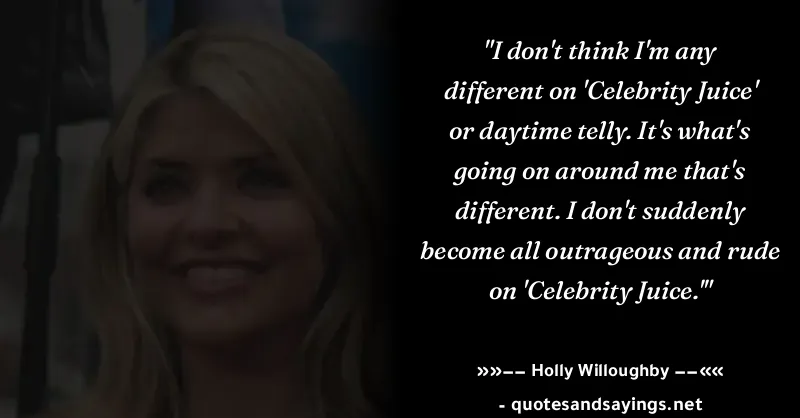 "I don't think I'm any
different on 'Celebrity Juice'
or daytime telly. It's what's
going on around me that's
different. I don't suddenly
become all outrageous and rude
on 'Celebrity Juice.'"
»»−− Holly Willoughby −−««
- quotesandsayings.net